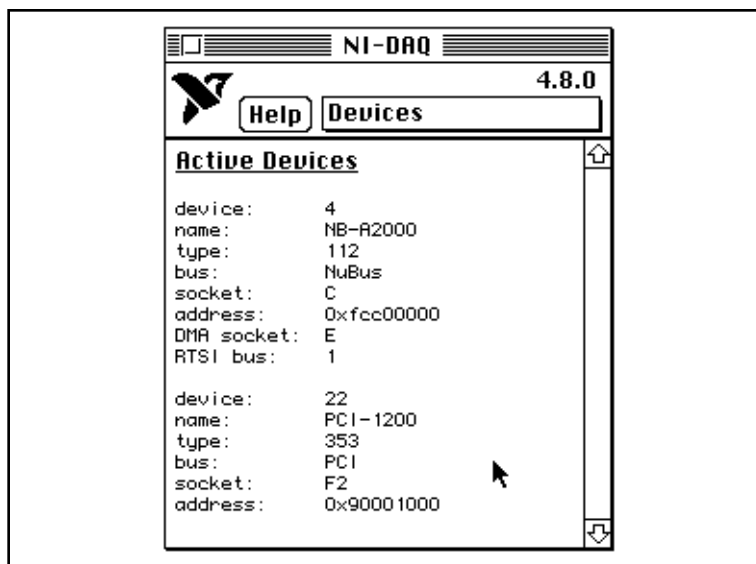 NI-DAQ
4.8.0
Help Devices
Active Devices
device: 4
name: NB-A2000
type: 112
bus: NuBus
socket: C
address: 0xfcc00000
DMA socket: E
RTSI bus: 1
device: 22
name: PCI-1200
type: 353
bus: PCI
socket: F2
address: 0x90001000